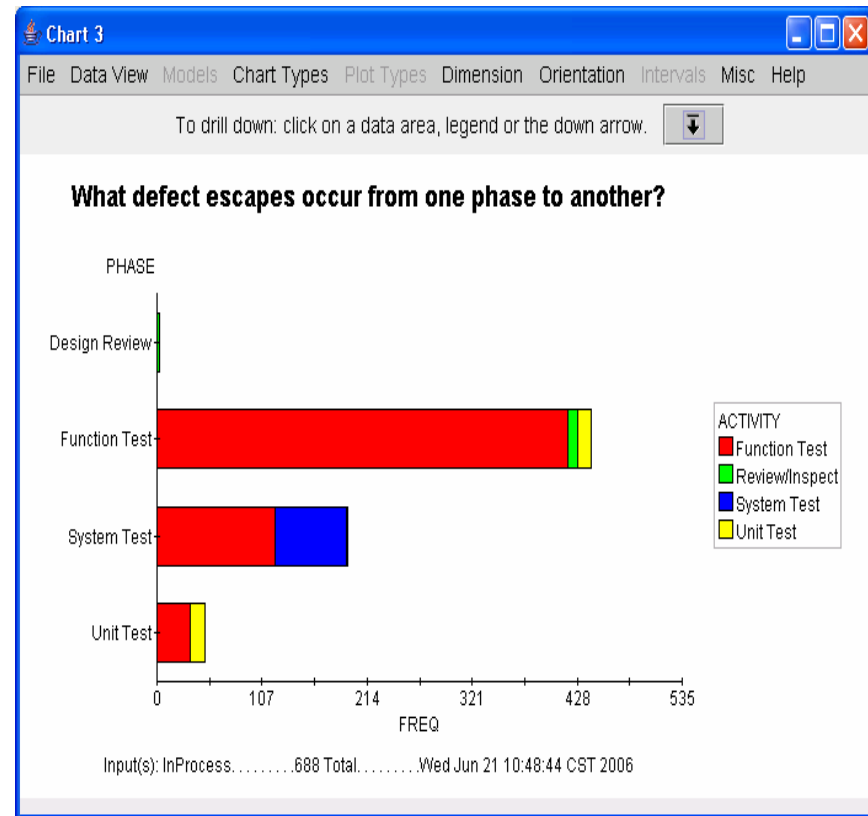 Chart 3
File Data View Models Chart Types Plot Types Dimension Orientation Intervals Misc Help
To drill down: click on a data area, legend or the down arrow.
What defect escapes occur from one phase to another?
PHASE
Design Review
Function Test
System Test
Unit Test
0 107 214 321 428 535
FREQ
ACTIVITY
Function Test
Review/Inspect
System Test
Unit Test
Input(s): InProcess.........688 Total.........Wed Jun 21 10:48:44 CST 2006